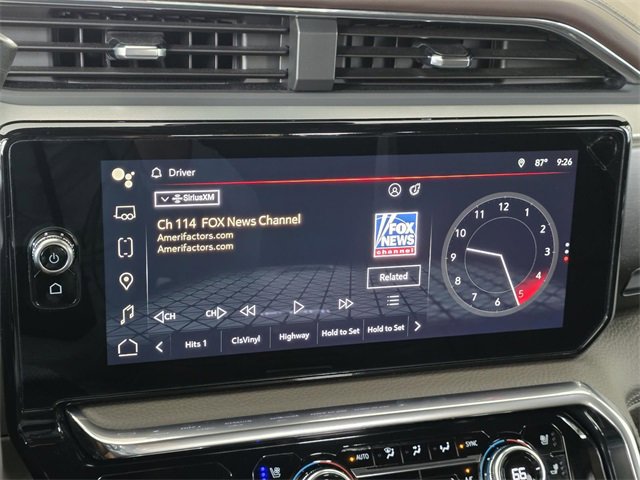 Driver
87° 9:26
SiriusXM
Ch 114 FOX News Channel
Amerifactors.com
Amerifactors.com
FOX
NEWS
channel
Related
CH CH
Hits 1 ClsVinyl Highway Hold to Set Hold to Set
12 1 2 3 4 5 6 7 8 9 10 11
AUTO SYNC
66